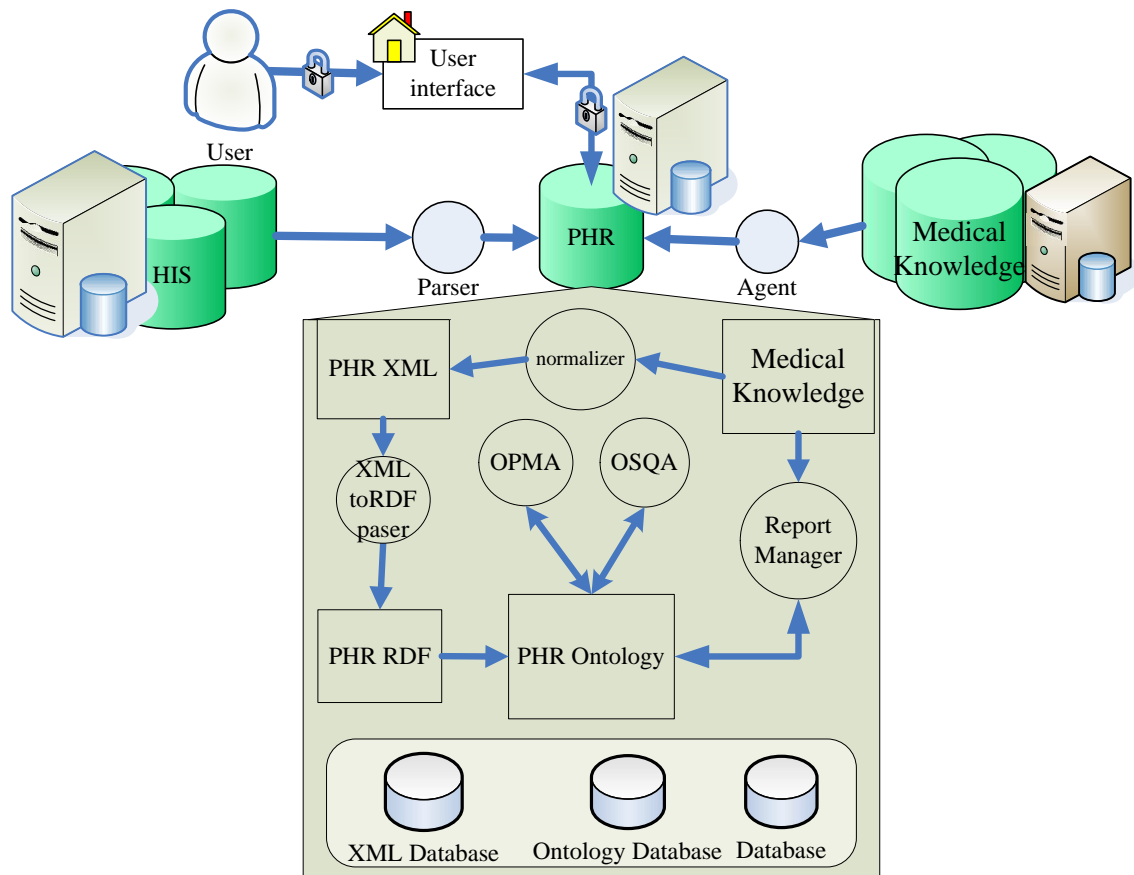 User
interface
User
HIS
Parser
PHR
Agent
Medical
Knowledge
PHR XML
normalizer
Medical
Knowledge
OPMA
OSQA
XML
toRDF
paser
Report
Manager
PHR RDF
PHR Ontology
XML Database
Ontology Database
Database